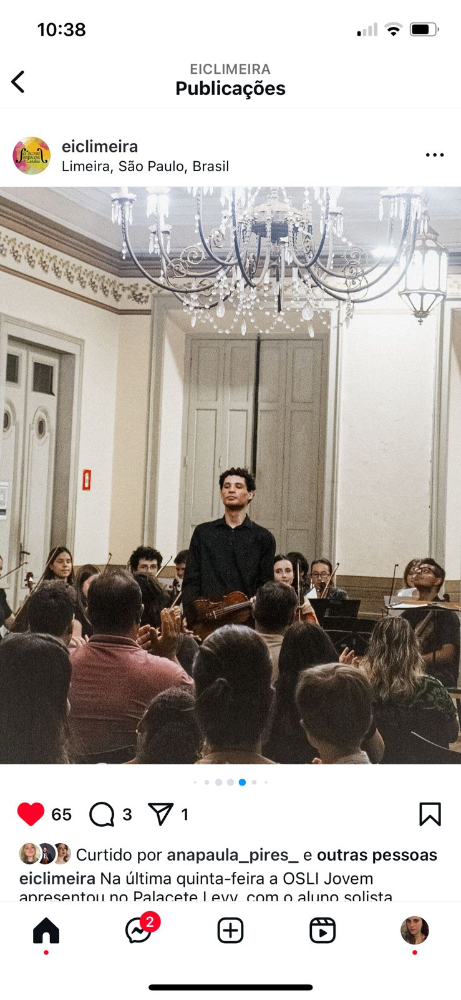 10:38
EICLIMEIRA
Publicações
eiclimeira
Limeira, São Paulo, Brasil
65 3 1
Curtido por anapaula_pires_ e outras pessoas
eiclimeira Na última quinta-feira a OSLI Jovem
apresentou no Palacete Levy, com o aluno solista
2